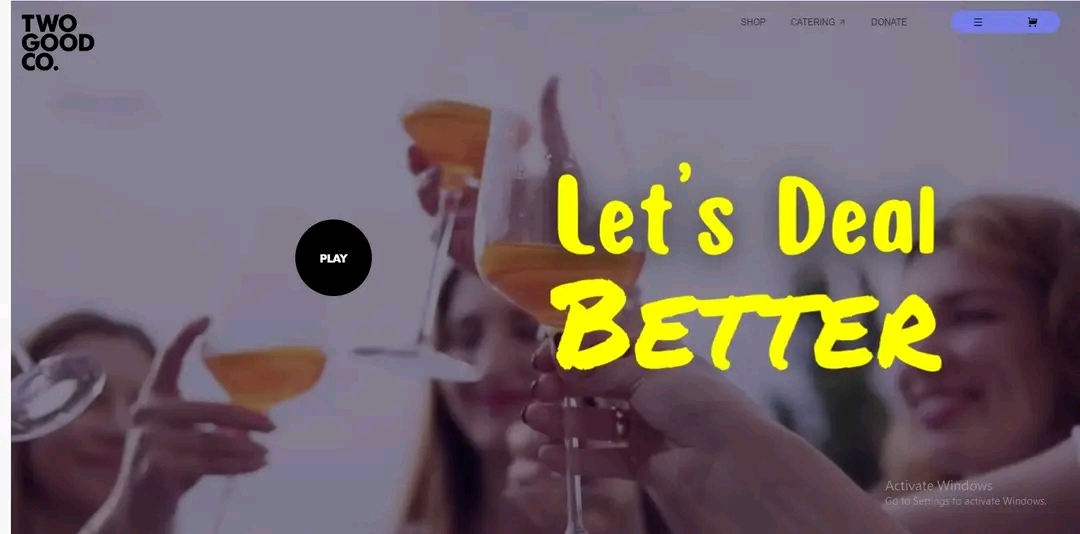 TWO
GOOD
CO.
SHOP CATERING ↗ DONATE
PLAY
Let's Deal
BETTER
Activate Windows
Go to Settings to activate Windows.